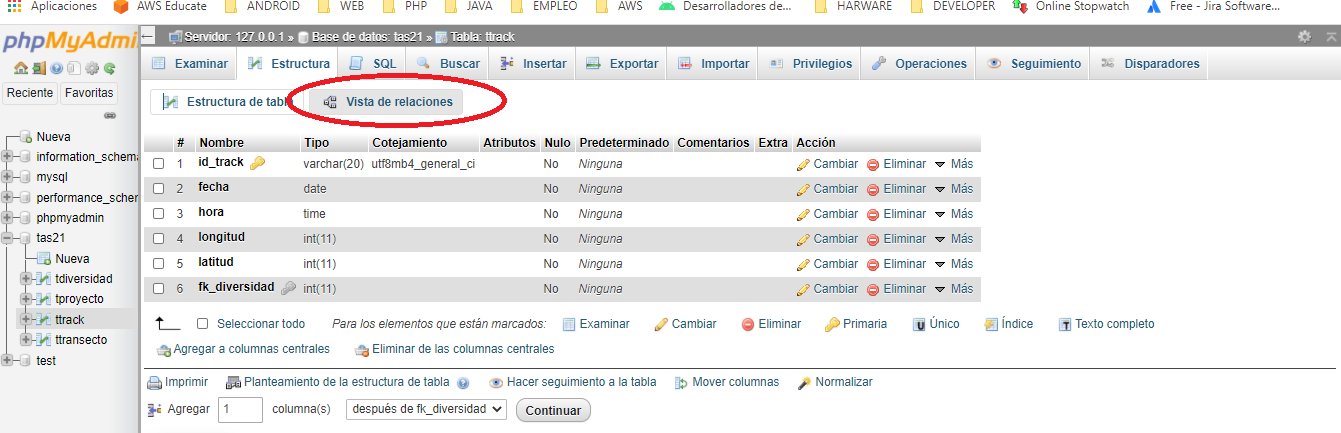 Aplicaciones AWS Educate ANDROID WEB PHP JAVA EMPLEO AWS Desarrolladores de... HARWARE DEVELOPER Online Stopwatch Free - Jira Software...
phpMyAdmi
Servidor: 127.0.0.1 » Base de datos: tas21 » Tabla: ttrack
Examinar Estructura SQL Buscar Insertar Exportar Importar Privilegios Operaciones Seguimiento Disparadores
Reciente Favoritas
Estructura de tabl Vista de relaciones
Nueva
information_schema
mysql
performance_schem
phpmyadmin
tas21
Nueva
tdiversidad
tproyecto
ttrack
ttransecto
test
# Nombre Tipo Cotejamiento Atributos Nulo Predeterminado Comentarios Extra Acción
1 id_track varchar(20) utf8mb4_general_ci No Ninguna Cambiar Eliminar Más
2 fecha date No Ninguna Cambiar Eliminar Más
3 hora time No Ninguna Cambiar Eliminar Más
4 longitud int(11) No Ninguna Cambiar Eliminar Más
5 latitud int(11) No Ninguna Cambiar Eliminar Más
6 fk_diversidad int(11) No Ninguna Cambiar Eliminar Más
Seleccionar todo Para los elementos que están marcados: Examinar Cambiar Eliminar Primaria Único Índice Texto completo
Agregar a columnas centrales Eliminar de las columnas centrales
Imprimir Planteamiento de la estructura de tabla Hacer seguimiento a la tabla Mover columnas Normalizar
Agregar 1 columna(s) después de fk_diversidad Continuar